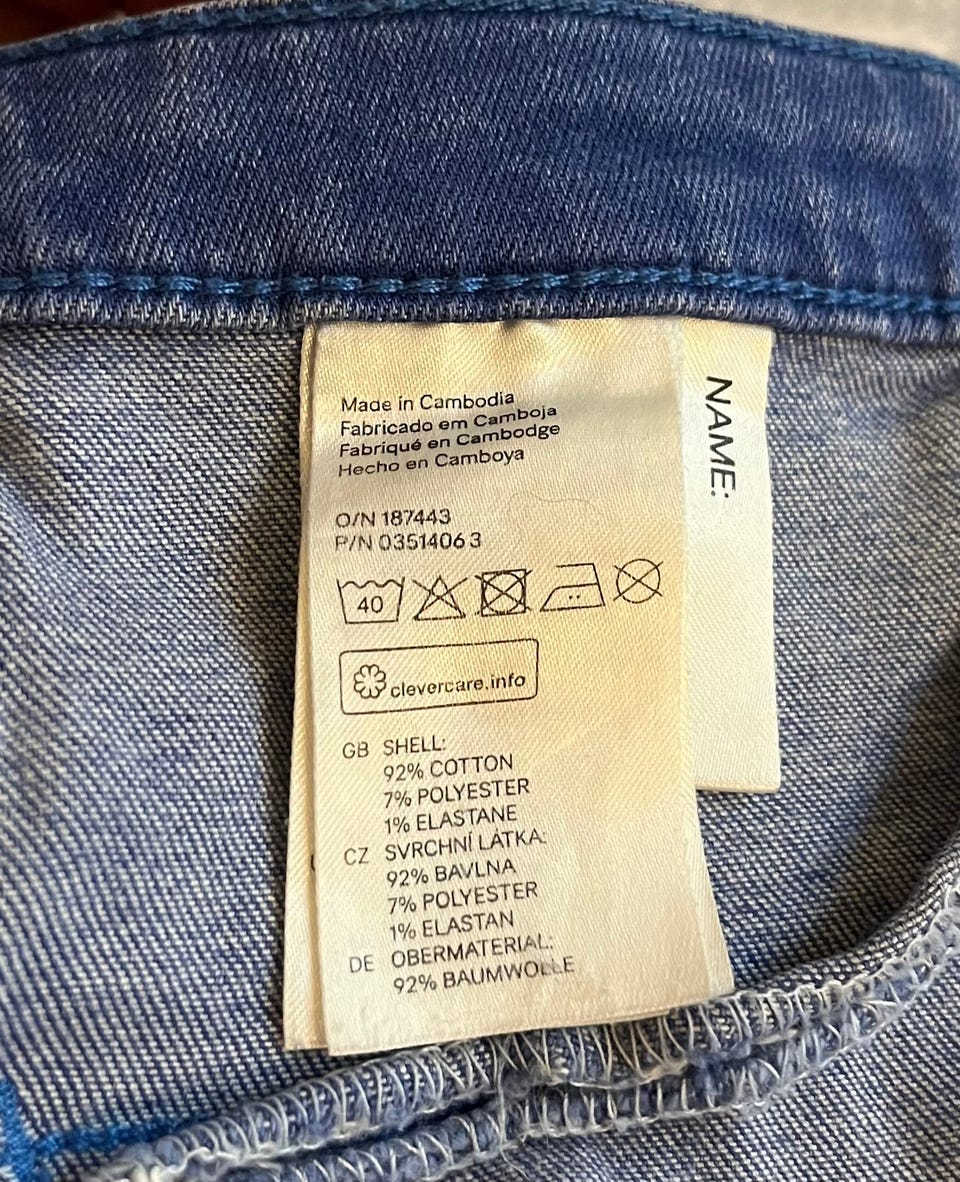 Made in Cambodia
Fabricado em Camboja
Fabriqué en Cambodge
Hecho en Camboya
O/N 187443
P/N 03514063
40
clevercare.info
GB SHELL:
92% COTTON
7% POLYESTER
1% ELASTANE
CZ SVRCHNÍ LÁTKA:
92% BAVLNA
7% POLYESTER
1% ELASTAN
DE OBERMATERIAL:
92% BAUMWOLLE
NAME: